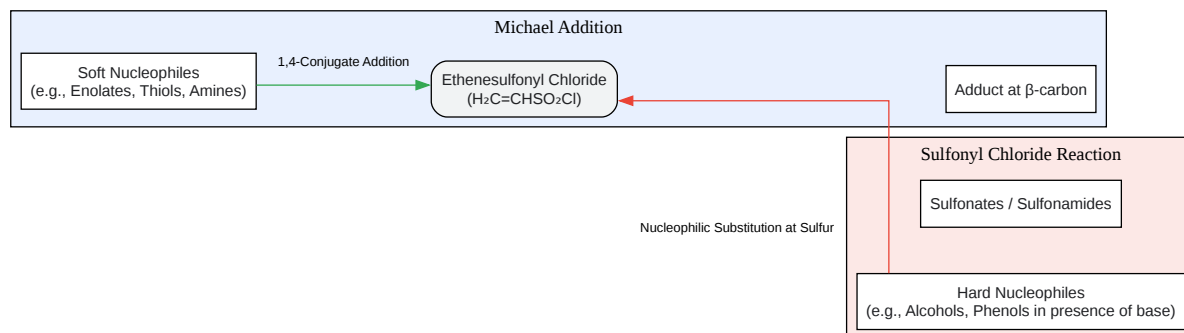 Michael Addition
Soft Nucleophiles
(e.g., Enolates, Thiols, Amines)
1,4-Conjugate Addition
Ethenesulfonyl Chloride
(H₂C=CHSO₂Cl)
Adduct at β-carbon
Sulfonyl Chloride Reaction
Sulfonates / Sulfonamides
Nucleophilic Substitution at Sulfur
Hard Nucleophiles
(e.g., Alcohols, Phenols in presence of base)